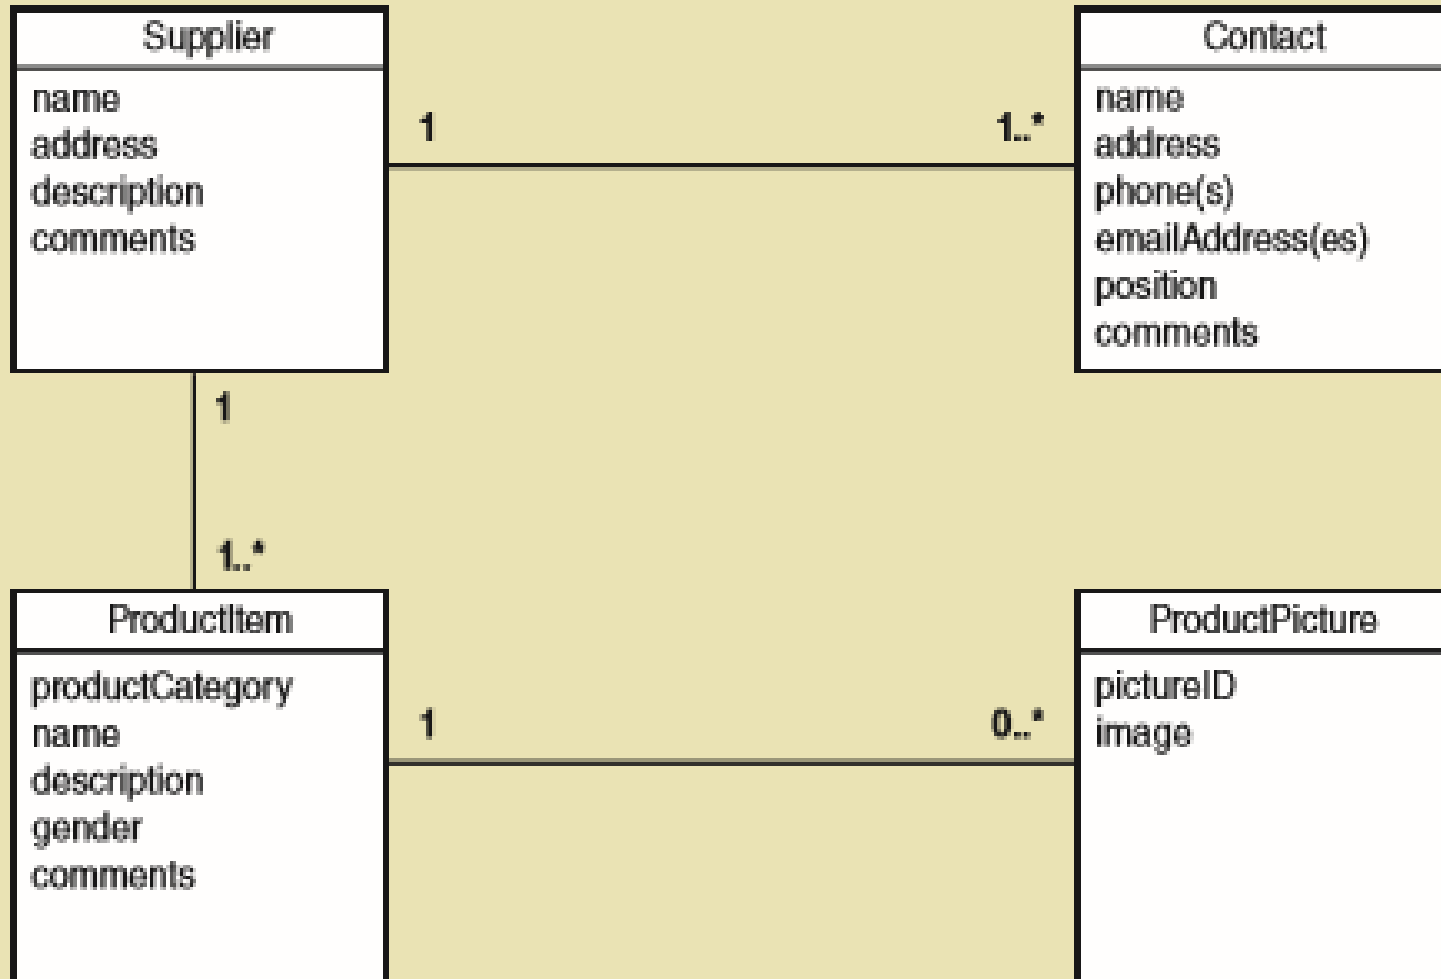 Supplier
name
address
description
comments
1
1..*
Contact
name
address
phone(s)
emailAddress(es)
position
comments
1
1..*
ProductItem
productCategory
name
description
gender
comments
1
0..*
ProductPicture
pictureID
image